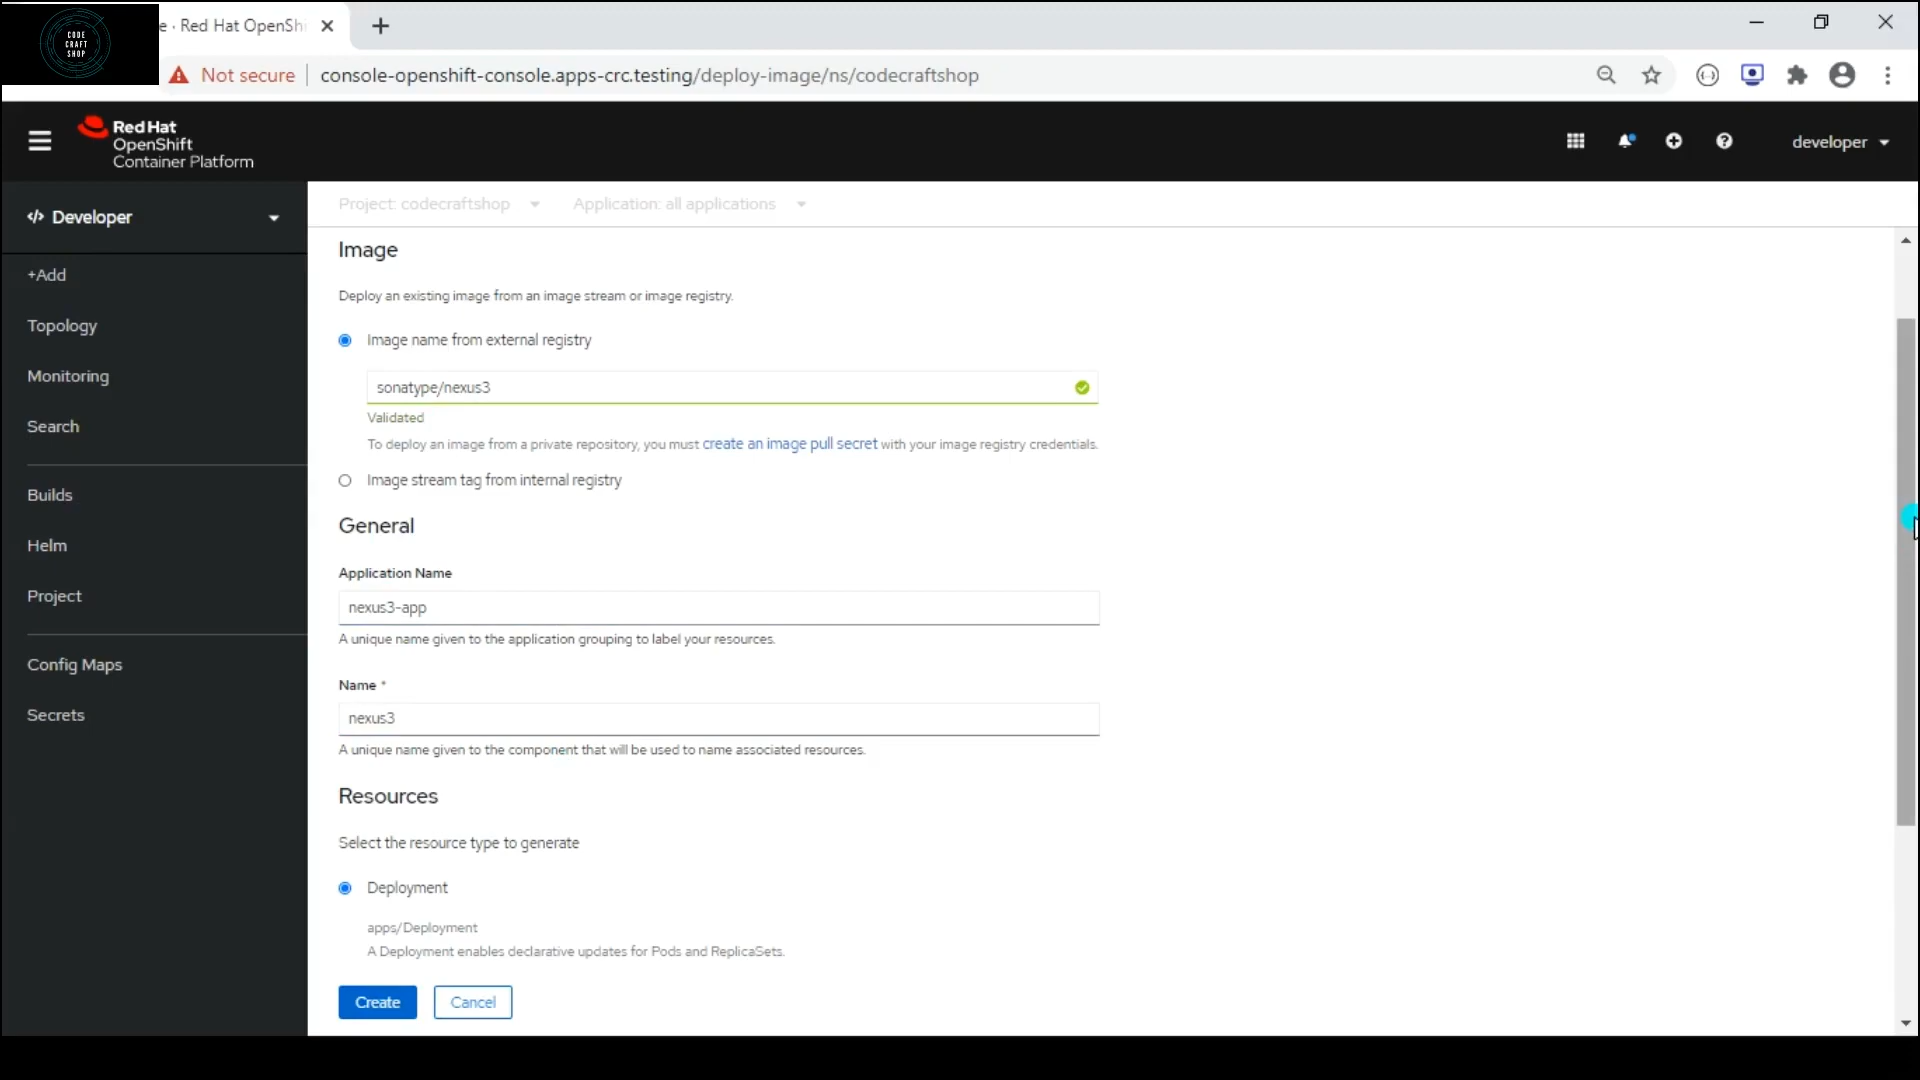 CODE
CRAFT
SHOP
e · Red Hat OpenShi
Not secure
console-openshift-console.apps-crc.testing/deploy-image/ns/codecraftshop
Red Hat
OpenShift
Container Platform
developer
Developer
+Add
Topology
Monitoring
Search
Builds
Helm
Project
Config Maps
Secrets
Project: codecraftshop
Application: all applications
Image
Deploy an existing image from an image stream or image registry.
Image name from external registry
sonatype/nexus3
Validated
To deploy an image from a private repository, you must create an image pull secret with your image registry credentials.
Image stream tag from internal registry
General
Application Name
nexus3-app
A unique name given to the application grouping to label your resources.
Name *
nexus3
A unique name given to the component that will be used to name associated resources.
Resources
Select the resource type to generate
Deployment
apps/Deployment
A Deployment enables declarative updates for Pods and ReplicaSets.
Create
Cancel